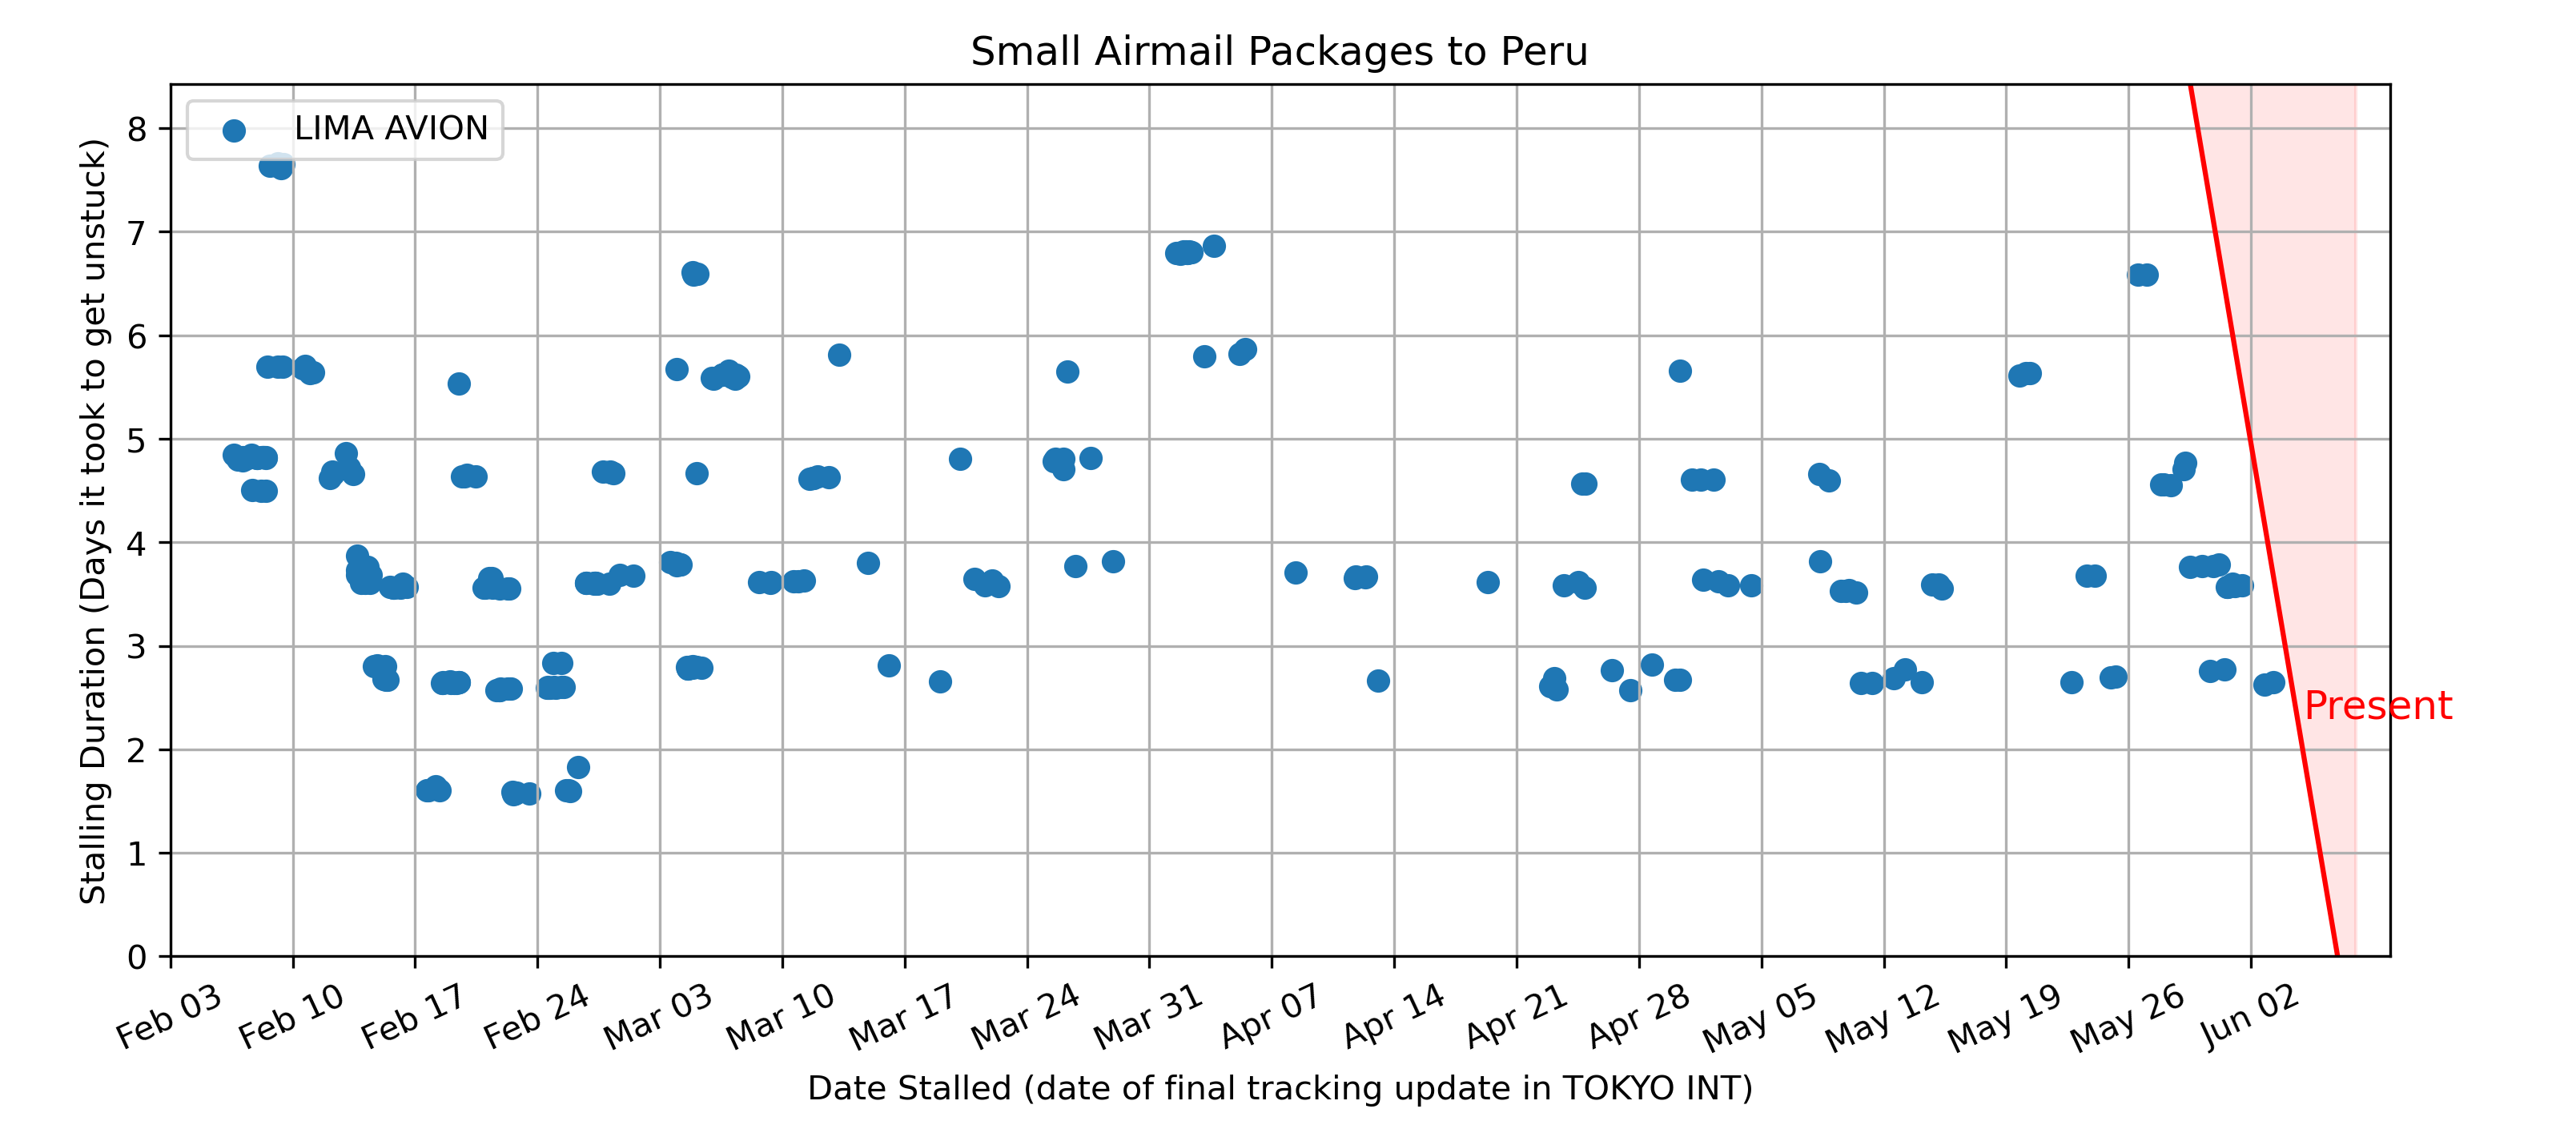 Small Airmail Packages to Peru
LIMA AVION
Stalling Duration (Days it took to get unstuck)
8
7
6
5
4
3
2
1
0
Present
Feb 03
Feb 10
Feb 17
Feb 24
Mar 03
Mar 10
Mar 17
Mar 24
Mar 31
Apr 07
Apr 14
Apr 21
Apr 28
May 05
May 12
May 19
May 26
Jun 02
Date Stalled (date of final tracking update in TOKYO INT)